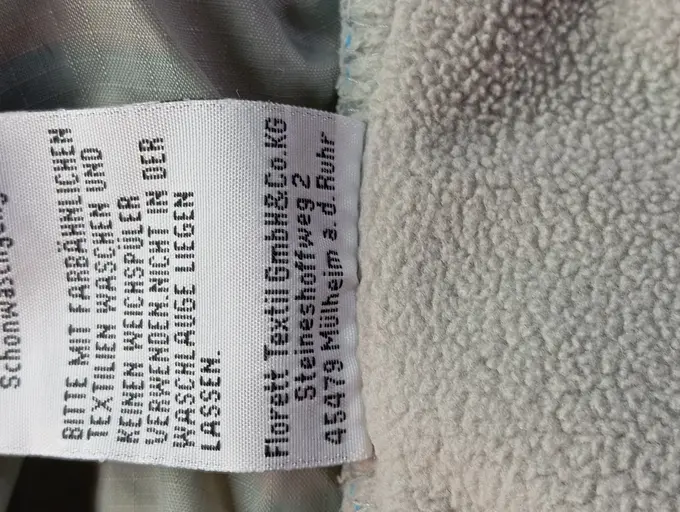 Schonwaschgang
BITTE MIT FARBÄHNLICHEN
TEXTILIEN WASCHEN UND
KEINEN WEICHSPÜLER
VERWENDEN.NICHT IN DER
WASCHLAUGE LIEGEN
LASSEN.
Florett Textil GmbH&Co.KG
Steineshoffweg 2
45479 Mülheim a.d.Ruhr